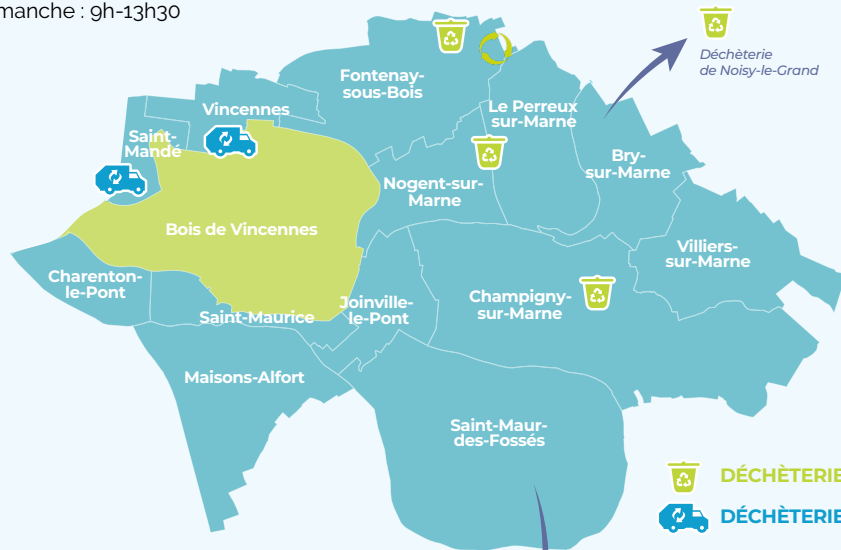 manche : 9h-13h30
Déchèterie
de Noisy-le-Grand
Fontenay-
sous-Bois
Vincennes
Le Perreux
sur-Marne
Saint-
Mandé
Bry-
sur-Marne
Nogent-sur-
Marne
Bois de Vincennes
Villiers-
sur-Marne
Charenton-
le-Pont
Champigny-
sur-Marne
Joinville-
le-Pont
Saint-Maurice
Maisons-Alfort
Saint-Maur-
des-Fossés
DÉCHÈTERIE
DÉCHÈTERIE